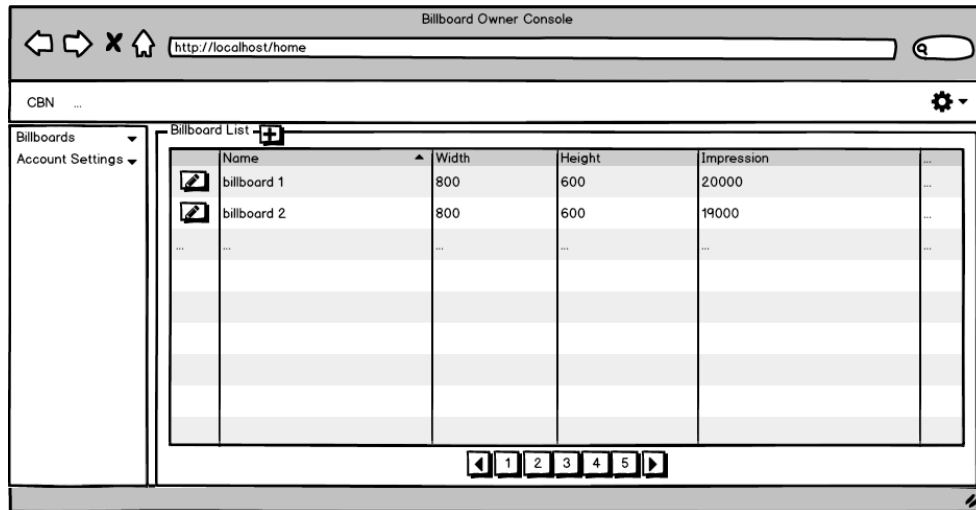 Billboard Owner Console
http://localhost/home
CBN ...
Billboards
Account Settings
Billboard List
Name Width Height Impression ...
billboard 1 800 600 20000 ...
billboard 2 800 600 19000 ...
... ... ... ... ... ...
1 2 3 4 5